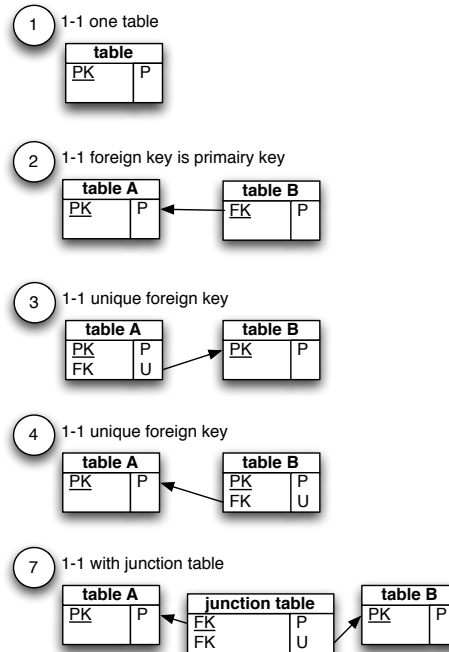 1 1-1 one table
table
PK P
2 1-1 foreign key is primairy key
table A table B
PK P FK P
3 1-1 unique foreign key
table A table B
PK P PK P
FK U
4 1-1 unique foreign key
table A table B
PK P PK P
FK U
7 1-1 with junction table
table A junction table table B
PK P FK P PK P
FK U